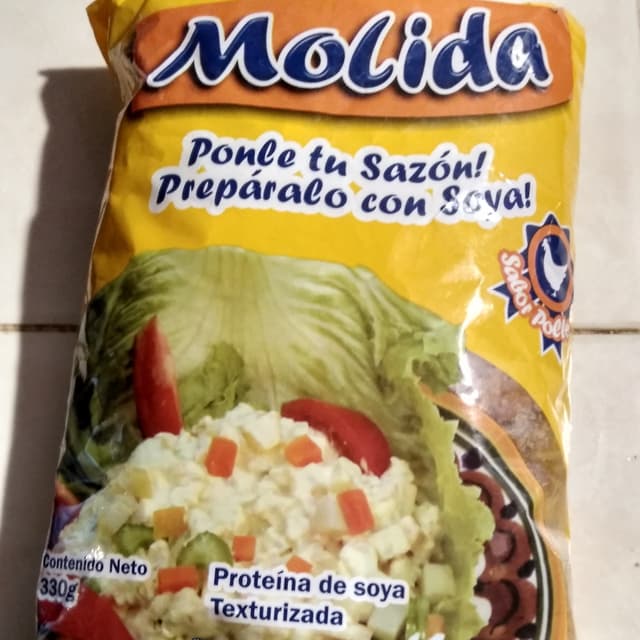 Molida
Ponle tu Sazón!
Prepáralo con Soya!
Sabor Pollo
Contenido Neto
330g
Proteína de soya
Texturizada